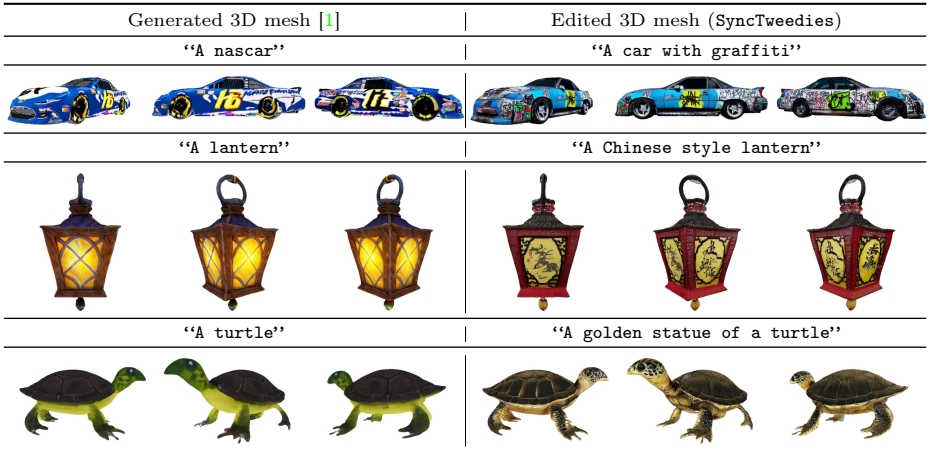 Generated 3D mesh [1] | Edited 3D mesh (SyncTweedies)
“A nascar” | “A car with graffiti”
16
“A lantern” | “A Chinese style lantern”
“A turtle” | “A golden statue of a turtle”